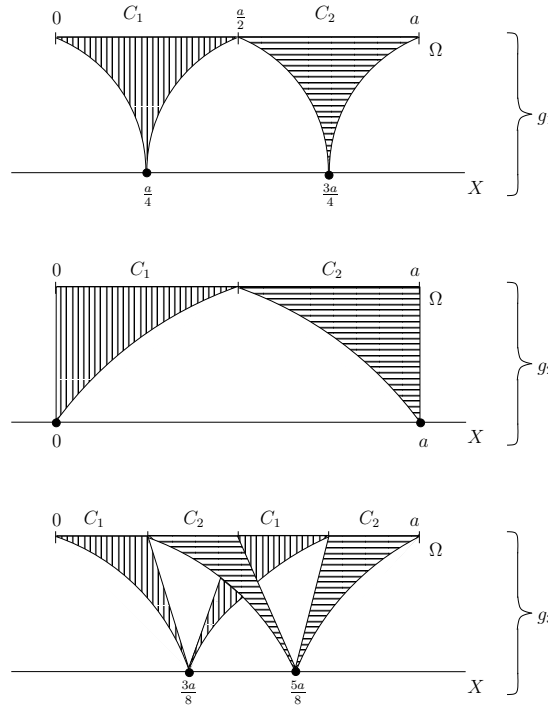 0 C₁ a/2 C₂ a
Ω
g
a/4 3a/4 X
0 C₁ C₂ a
Ω
g
0 a X
0 C₁ C₂ C₁ C₂ a
Ω
g
3a/8 5a/8 X